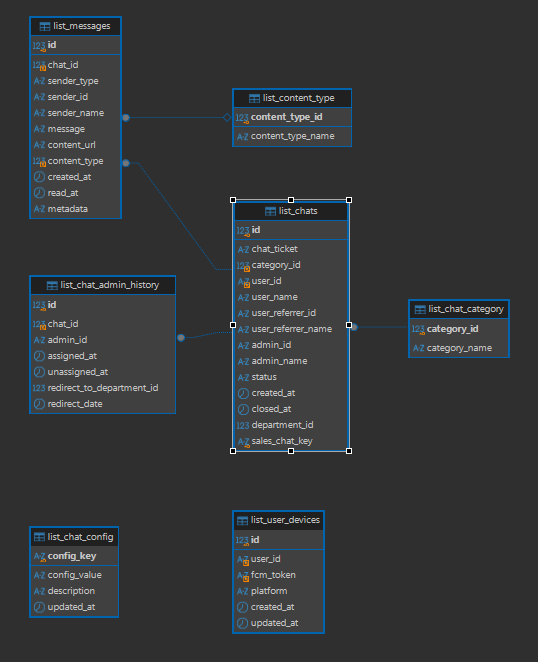 list_messages
id
chat_id
sender_type
sender_id
sender_name
message
content_url
content_type
created_at
read_at
metadata
list_content_type
content_type_id
content_type_name
list_chats
id
chat_ticket
category_id
user_id
user_name
user_referrer_id
user_referrer_name
admin_id
admin_name
status
created_at
closed_at
department_id
sales_chat_key
list_chat_admin_history
id
chat_id
admin_id
assigned_at
unassigned_at
redirect_to_department_id
redirect_date
list_chat_category
category_id
category_name
list_chat_config
config_key
config_value
description
updated_at
list_user_devices
id
user_id
fcm_token
platform
created_at
updated_at